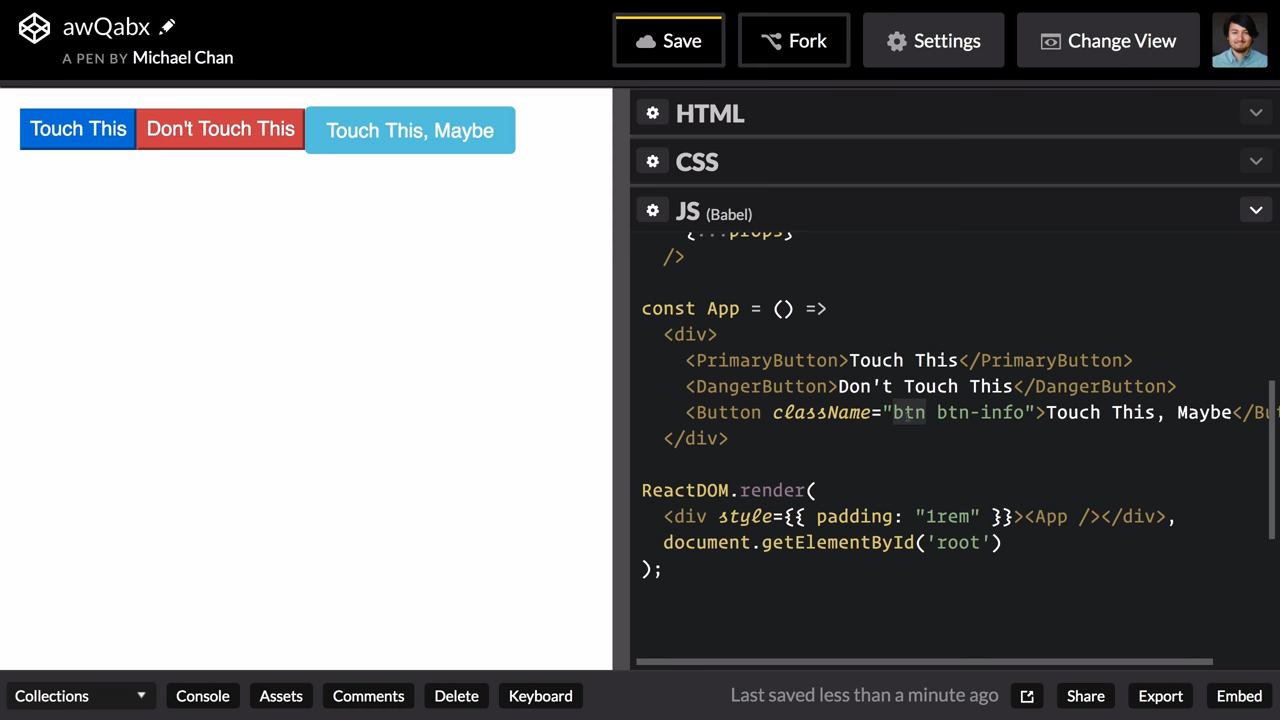 awQabx
A PEN BY Michael Chan
Save
Fork
Settings
Change View
Touch This
Don't Touch This
Touch This, Maybe
HTML
CSS
JS (Babel)
{...props}
/>
const App = () =>
<div>
<PrimaryButton>Touch This</PrimaryButton>
<DangerButton>Don't Touch This</DangerButton>
<Button className="btn btn-info">Touch This, Maybe</But
</div>
ReactDOM.render(
<div style={{ padding: "1rem" }}><App /></div>,
document.getElementById('root')
);
Collections
Console
Assets
Comments
Delete
Keyboard
Last saved less than a minute ago
Share
Export
Embed